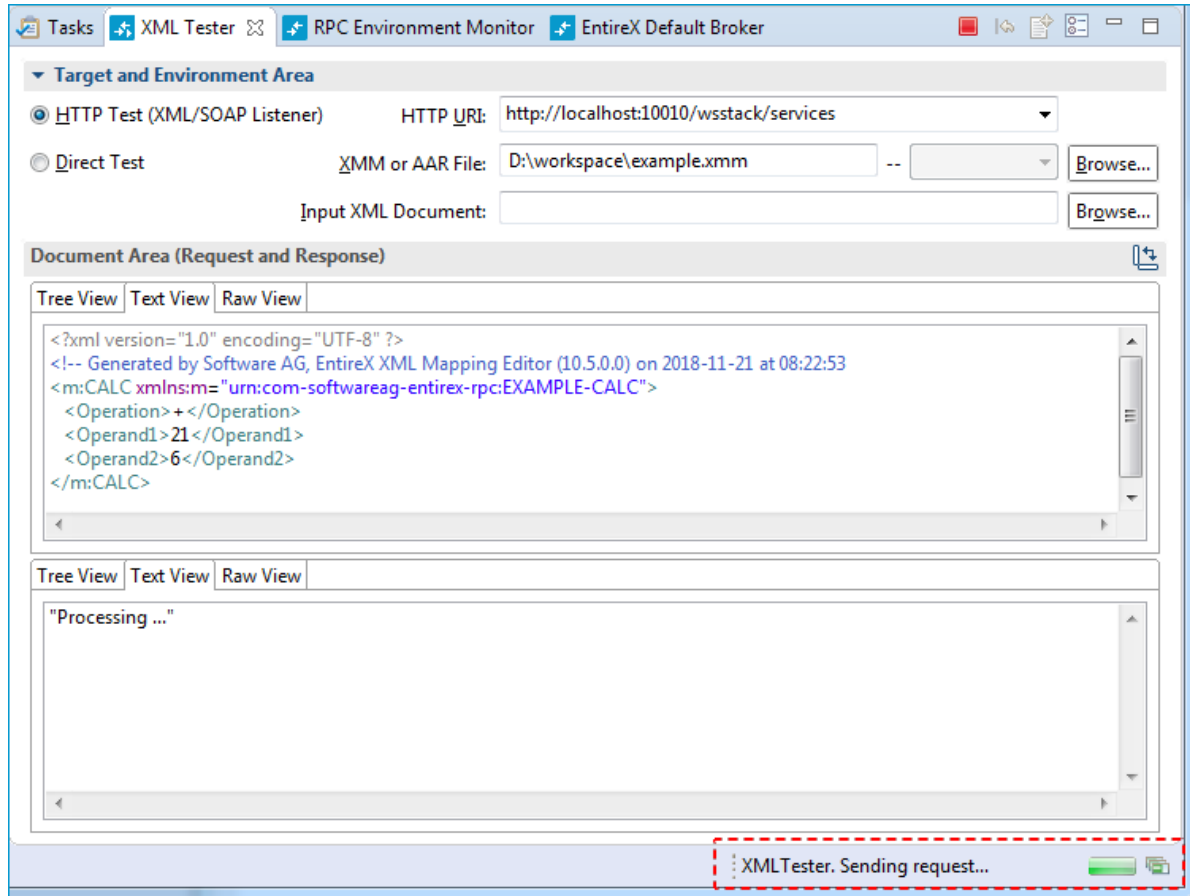 Tasks XML Tester RPC Environment Monitor EntireX Default Broker
Target and Environment Area
HTTP Test (XML/SOAP Listener) HTTP URI: http://localhost:10010/wsstack/services
Direct Test XMM or AAR File: D:\workspace\example.xmm -- Browse...
Input XML Document: Browse...
Document Area (Request and Response)
Tree View Text View Raw View
<?xml version="1.0" encoding="UTF-8" ?>
<!-- Generated by Software AG, EntireX XML Mapping Editor (10.5.0.0) on 2018-11-21 at 08:22:53
<m:CALC xmlns:m="urn:com-softwareag-entirex-rpc:EXAMPLE-CALC">
<Operation>+</Operation>
<Operand1>21</Operand1>
<Operand2>6</Operand2>
</m:CALC>
Tree View Text View Raw View
"Processing ..."
XMLTester. Sending request...